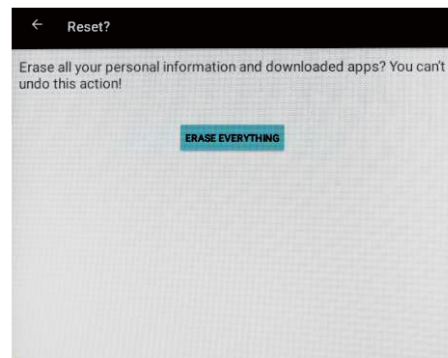 Reset?
Erase all your personal information and downloaded apps? You can't
undo this action!
ERASE EVERYTHING